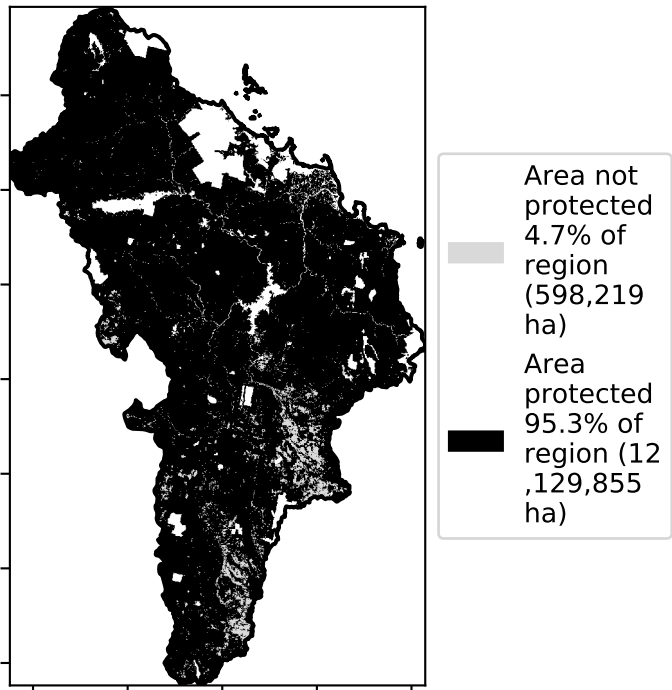 Area not
protected
4.7% of
region
(598,219
ha)
Area
protected
95.3% of
region (12
,129,855
ha)